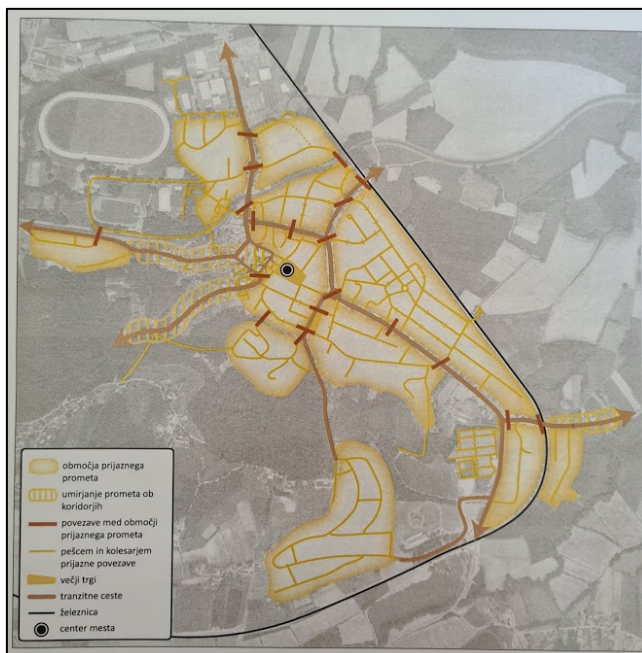 območja prijaznega
prometa
umirjanje prometa ob
koridorjih
povezave med območji
prijaznega prometa
pešcem in kolesarjem
prijazne povezave
večji trgi
tranzitne ceste
železnica
center mesta